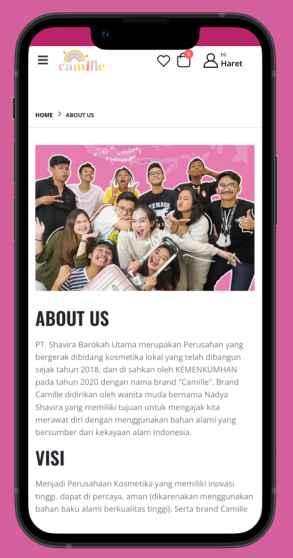 camille
0
Hi
Haret
HOME > ABOUT US
ABOUT US
PT. Shavira Barokah Utama merupakan Perusahan yang
bergerak dibidang kosmetika lokal yang telah dibangun
sejak tahun 2018. dan di sahkan oleh KEMENKUMHAN
pada tahun 2020 dengan nama brand "Camille". Brand
Camille didirikan oleh wanita muda bernama Nadya
Shavira yang memiliki tujuan untuk mengajak kita
merawat diri dengan menggunakan bahan alami yang
bersumber dari kekayaan alam Indonesia.
VISI
Menjadi Perusahaan Kosmetika yang memiliki inovasi
tinggi. dapat di percaya, aman (dikarenakan menggunakan
bahan baku alami berkualitas tinggi). Serta brand Camille